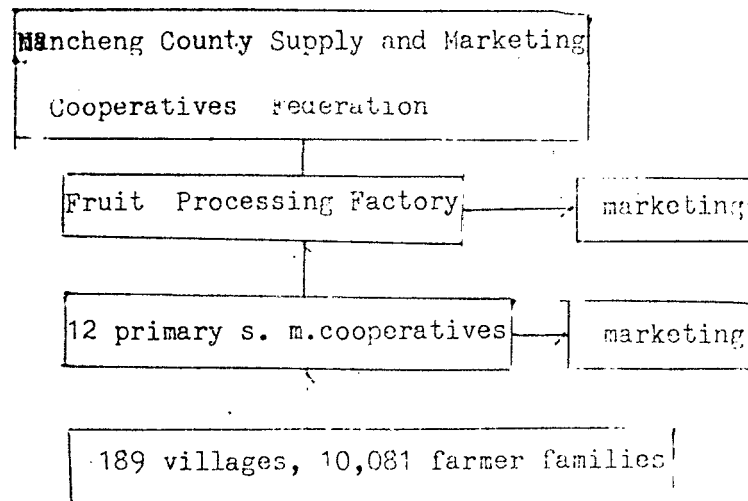 County Supply and Marketing
Cooperatives Federation
Fruit Processing Factory
marketing
12 primary s. m.cooperatives
marketing
189 villages, 10,081 farmer families